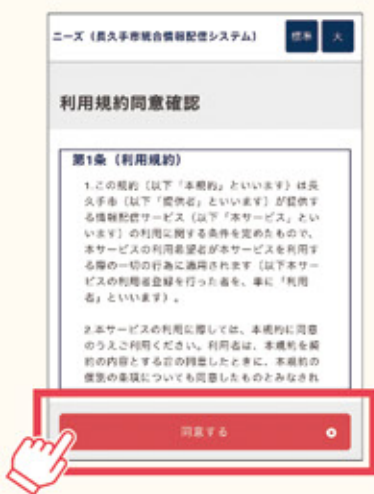 ニーズ（長久手市統合情報配信システム）
標準
大
利用規約同意確認
第1条（利用規約）
1.この規約（以下「本規約」といいます）は長
久手市（以下「提供者」といいます）が提供す
る情報配信サービス（以下「本サービス」とい
います）の利用に関する条件を定めたもので、
本サービスの利用希望者が本サービスを利用す
る際の一切の行為に適用されます（以下本サー
ビスの利用者登録を行った者を、単に「利用
者」といいます）。
2.本サービスの利用に際しては、本規約に同意
のうえご利用ください。利用者は、本規約を契
約の内容とする旨の同意したときに、本規約の
個別の条項についても同意したものとみなされ
同意する